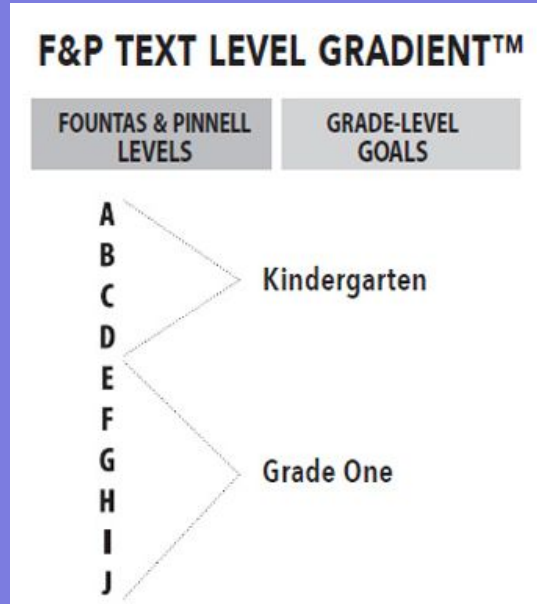 F&P TEXT LEVEL GRADIENT™
FOUNTAS & PINNELL
LEVELS
GRADE-LEVEL
GOALS
A
B
C
D
E
F
G
H
I
J
Kindergarten
Grade One